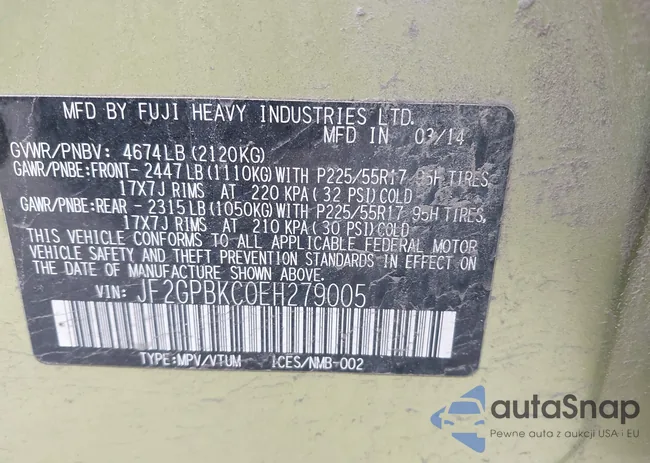 MFD BY FUJI HEAVY INDUSTRIES LTD.
MFD IN 03/14
GVWR/PNBV: 4674LB(2120KG)
GAWR/PNBE:FRONT- 2447LB(1110KG)WITH P225/55R17 95H TIRES,
17X7J RIMS AT 220 KPA(32 PSI)COLD
GAWR/PNBE:REAR - 2315LB(1050KG)WITH P225/55R17 95H TIRES,
17X7J RIMS AT 210 KPA(30 PSI)COLD
THIS VEHICLE CONFORMS TO ALL APPLICABLE FEDERAL MOTOR
VEHICLE SAFETY AND THEFT PREVENTION STANDARDS IN EFFECT ON
THE DATE OF MANUFACTURE SHOWN ABOVE.
VIN: JF2GPBKC0EH279005
TYPE:MPV/VTUM ICES/NMB-002
autaSnap
Pewne auta z aukcji USA i EU